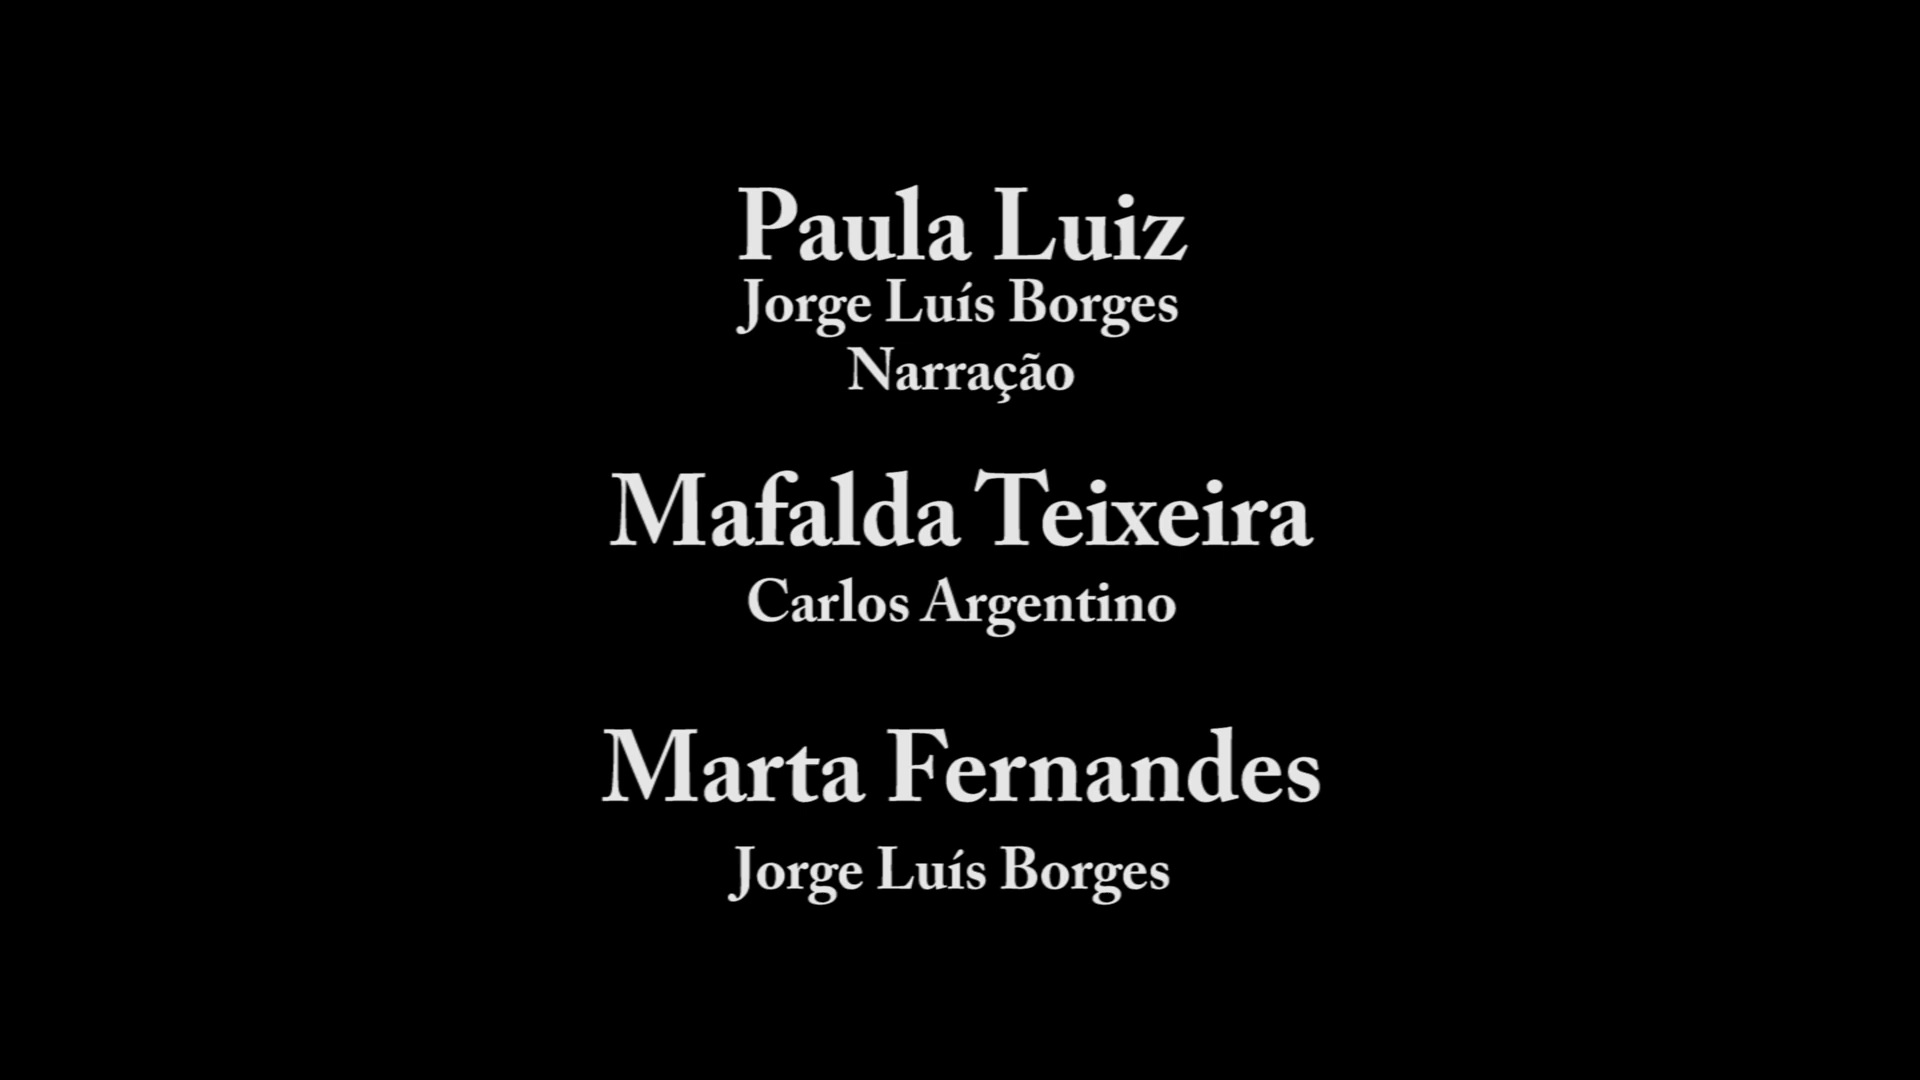 Paula Luiz
Jorge Luís Borges
Narração
Mafalda Teixeira
Carlos Argentino
Marta Fernandes
Jorge Luís Borges